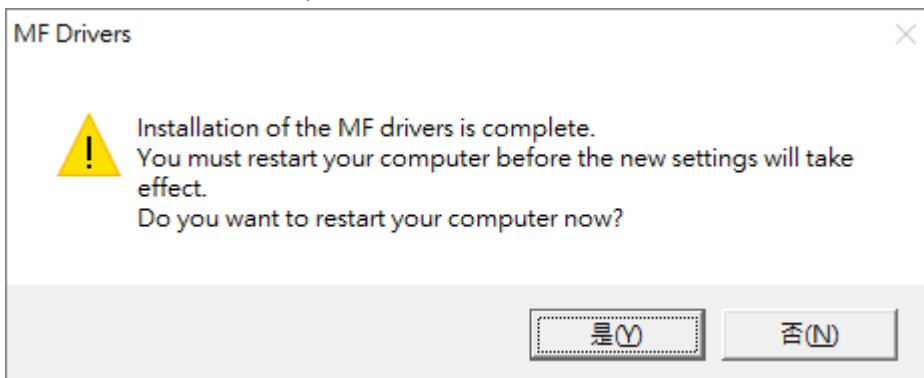 MF Drivers
Installation of the MF drivers is complete.
You must restart your computer before the new settings will take
effect.
Do you want to restart your computer now?
是(Y)
否(N)